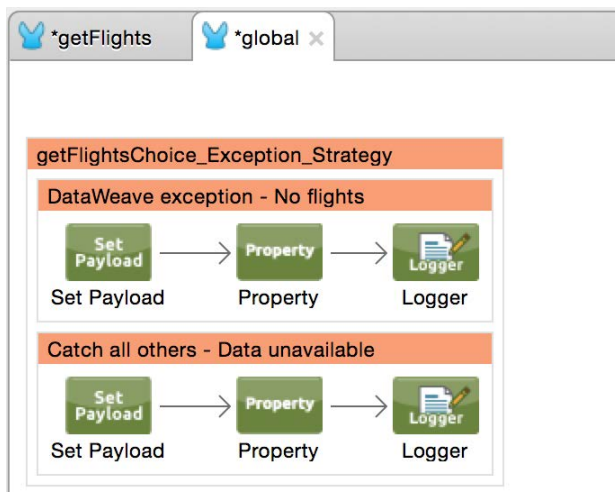 *getFlights
*global
getFlightsChoice_Exception_Strategy
DataWeave exception - No flights
Set
Payload
Property
Logger
Set Payload
Property
Logger
Catch all others - Data unavailable
Set
Payload
Property
Logger
Set Payload
Property
Logger